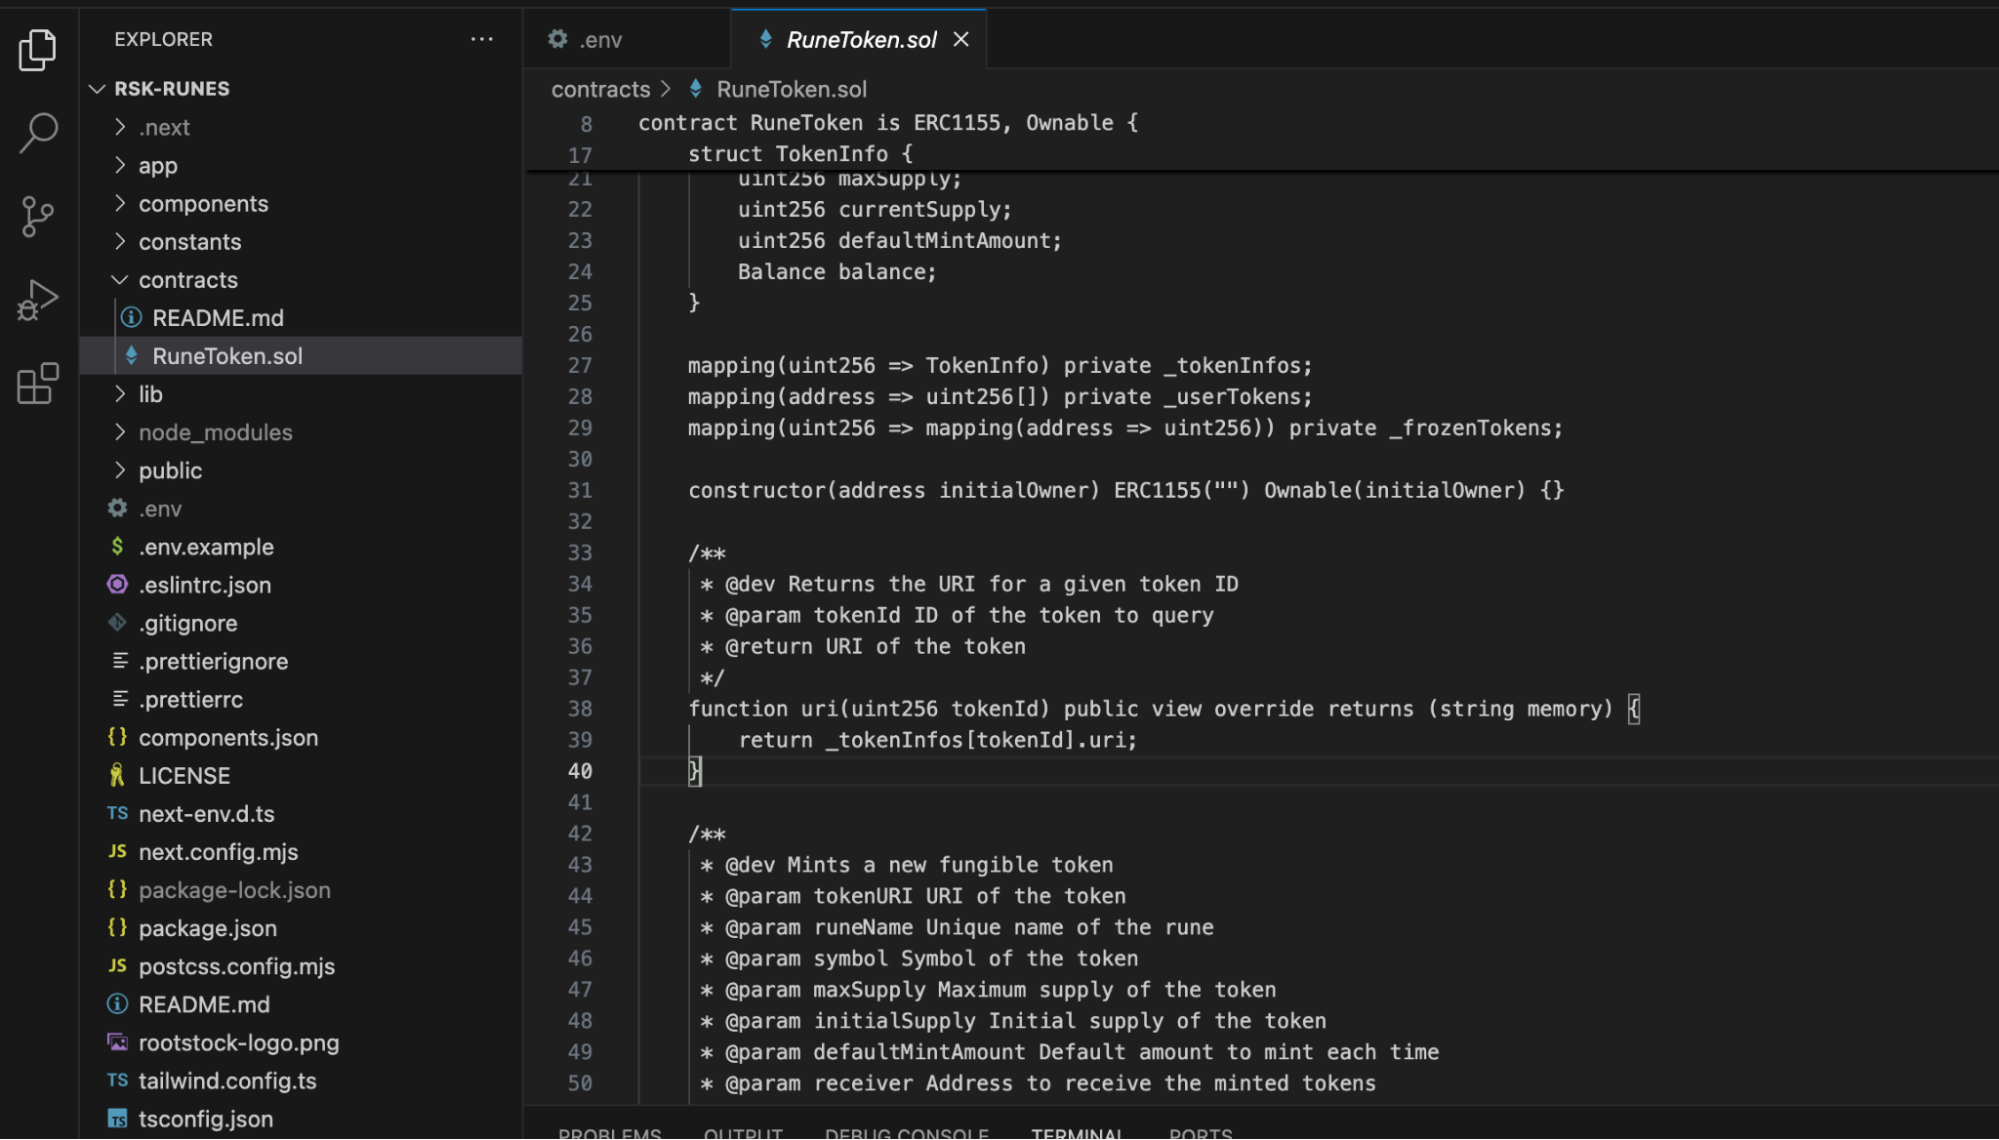 EXPLORER
RSK-RUNES
.next
app
components
constants
contracts
README.md
RuneToken.sol
lib
node_modules
public
.env
.env.example
.eslintrc.json
.gitignore
.prettierignore
.prettierrc
components.json
LICENSE
TS next-env.d.ts
JS next.config.mjs
{} package-lock.json
{} package.json
JS postcss.config.mjs
README.md
rootstock-logo.png
TS tailwind.config.ts
TS tsconfig.json
.env
RuneToken.sol
contracts > RuneToken.sol
8 contract RuneToken is ERC1155, Ownable {
17 struct TokenInfo {
21 uint256 maxSupply;
22 uint256 currentSupply;
23 uint256 defaultMintAmount;
24 Balance balance;
25 }
26
27 mapping(uint256 => TokenInfo) private _tokenInfos;
28 mapping(address => uint256[]) private _userTokens;
29 mapping(uint256 => mapping(address => uint256)) private _frozenTokens;
30
31 constructor(address initialOwner) ERC1155("") Ownable(initialOwner) {}
32
33 /**
34 * @dev Returns the URI for a given token ID
35 * @param tokenId ID of the token to query
36 * @return URI of the token
37 */
38 function uri(uint256 tokenId) public view override returns (string memory) {
39 return _tokenInfos[tokenId].uri;
40 }
41
42 /**
43 * @dev Mints a new fungible token
44 * @param tokenURI URI of the token
45 * @param runeName Unique name of the rune
46 * @param symbol Symbol of the token
47 * @param maxSupply Maximum supply of the token
48 * @param initialSupply Initial supply of the token
49 * @param defaultMintAmount Default amount to mint each time
50 * @param receiver Address to receive the minted tokens
PROBLEMS OUTPUT DEBUG CONSOLE TERMINAL PORTS